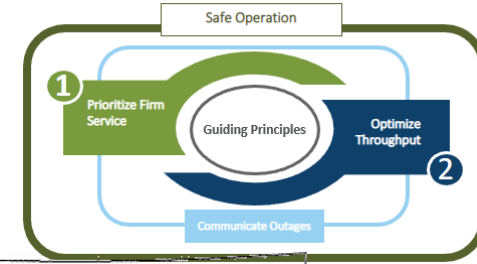 Safe Operation
1
Prioritize Firm
Service
Guiding Principles
Optimize
Throughput
2
Communicate Outages